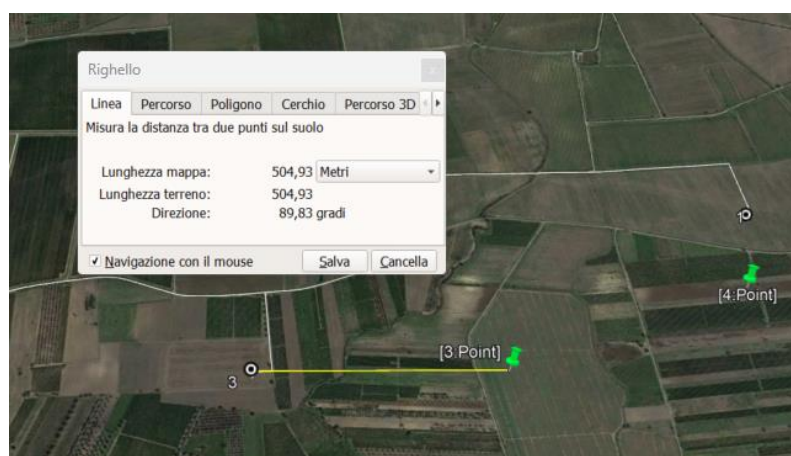 Righello
Linea Percorso Poligono Cerchio Percorso 3D
Misura la distanza tra due punti sul suolo
Lunghezza mappa: 504,93 Metri
Lunghezza terreno: 504,93
Direzione: 89,83 gradi
Navigazione con il mouse Salva Cancella
1
[4:Point]
[3:Point]
3